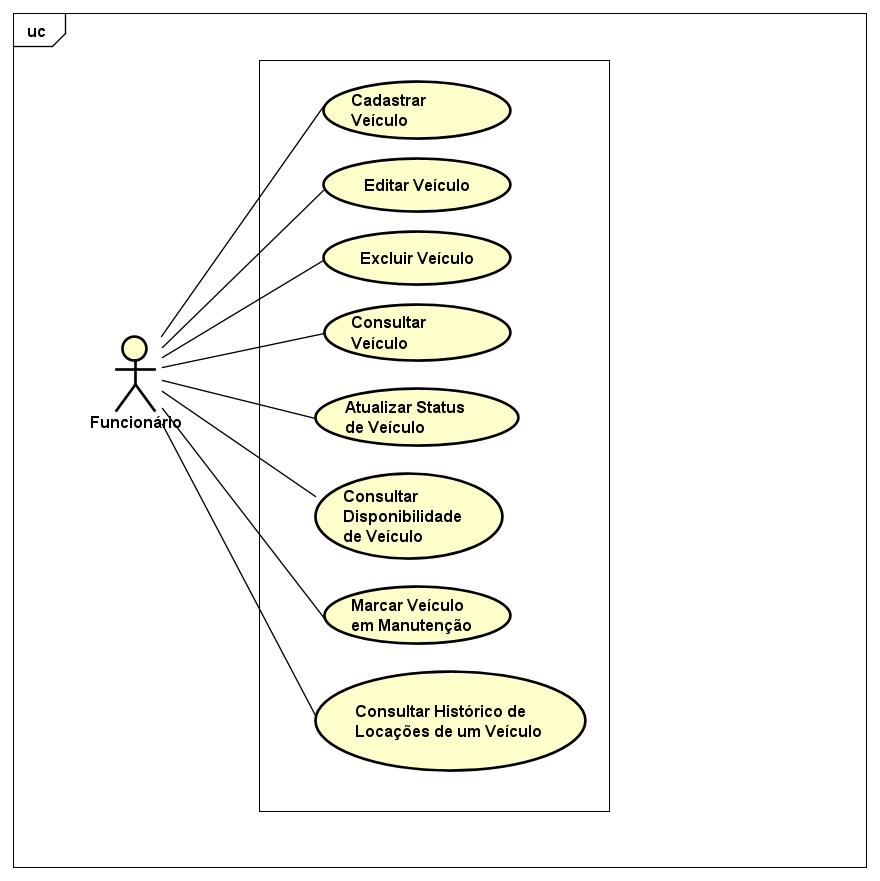 uc
Cadastrar
Veículo
Editar Veículo
Excluir Veículo
Consultar
Veículo
Funcionário
Atualizar Status
de Veículo
Consultar
Disponibilidade
de Veículo
Marcar Veículo
em Manutenção
Consultar Histórico de
Locações de um Veículo